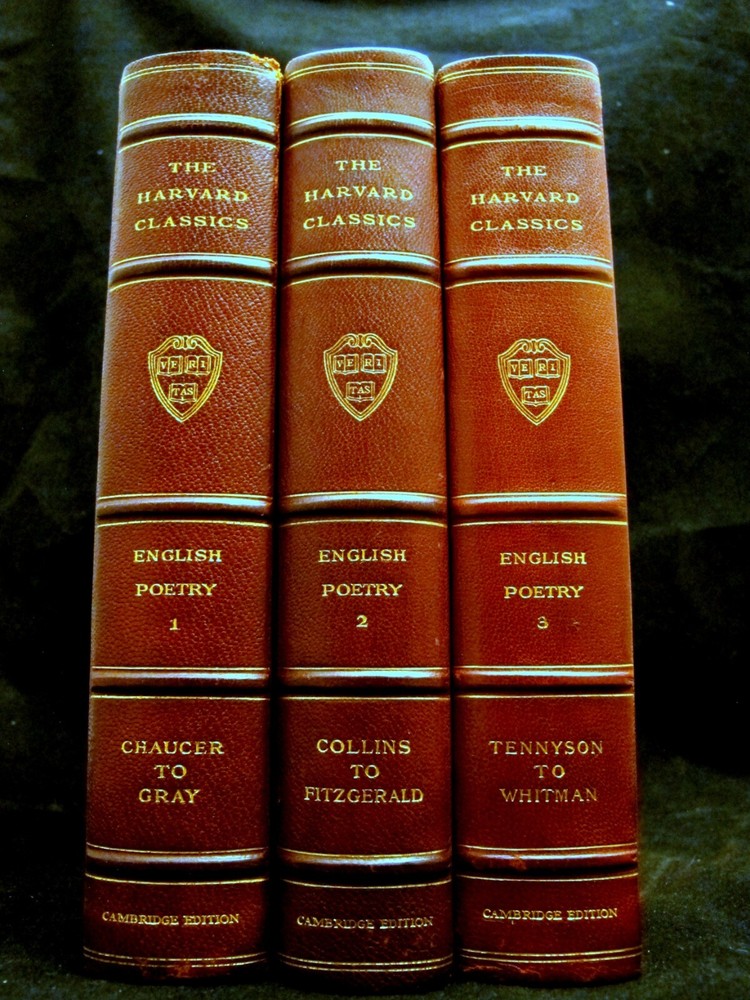 THE
HARVARD
CLASSICS
VE RI
TAS
ENGLISH
POETRY
1
CHAUCER
TO
GRAY
CAMBRIDGE EDITION
THE
HARVARD
CLASSICS
VE RI
TAS
ENGLISH
POETRY
2
COLLINS
TO
FITZGERALD
CAMBRIDGE EDITION
THE
HARVARD
CLASSICS
VE RI
TAS
ENGLISH
POETRY
3
TENNYSON
TO
WHITMAN
CAMBRIDGE EDITION